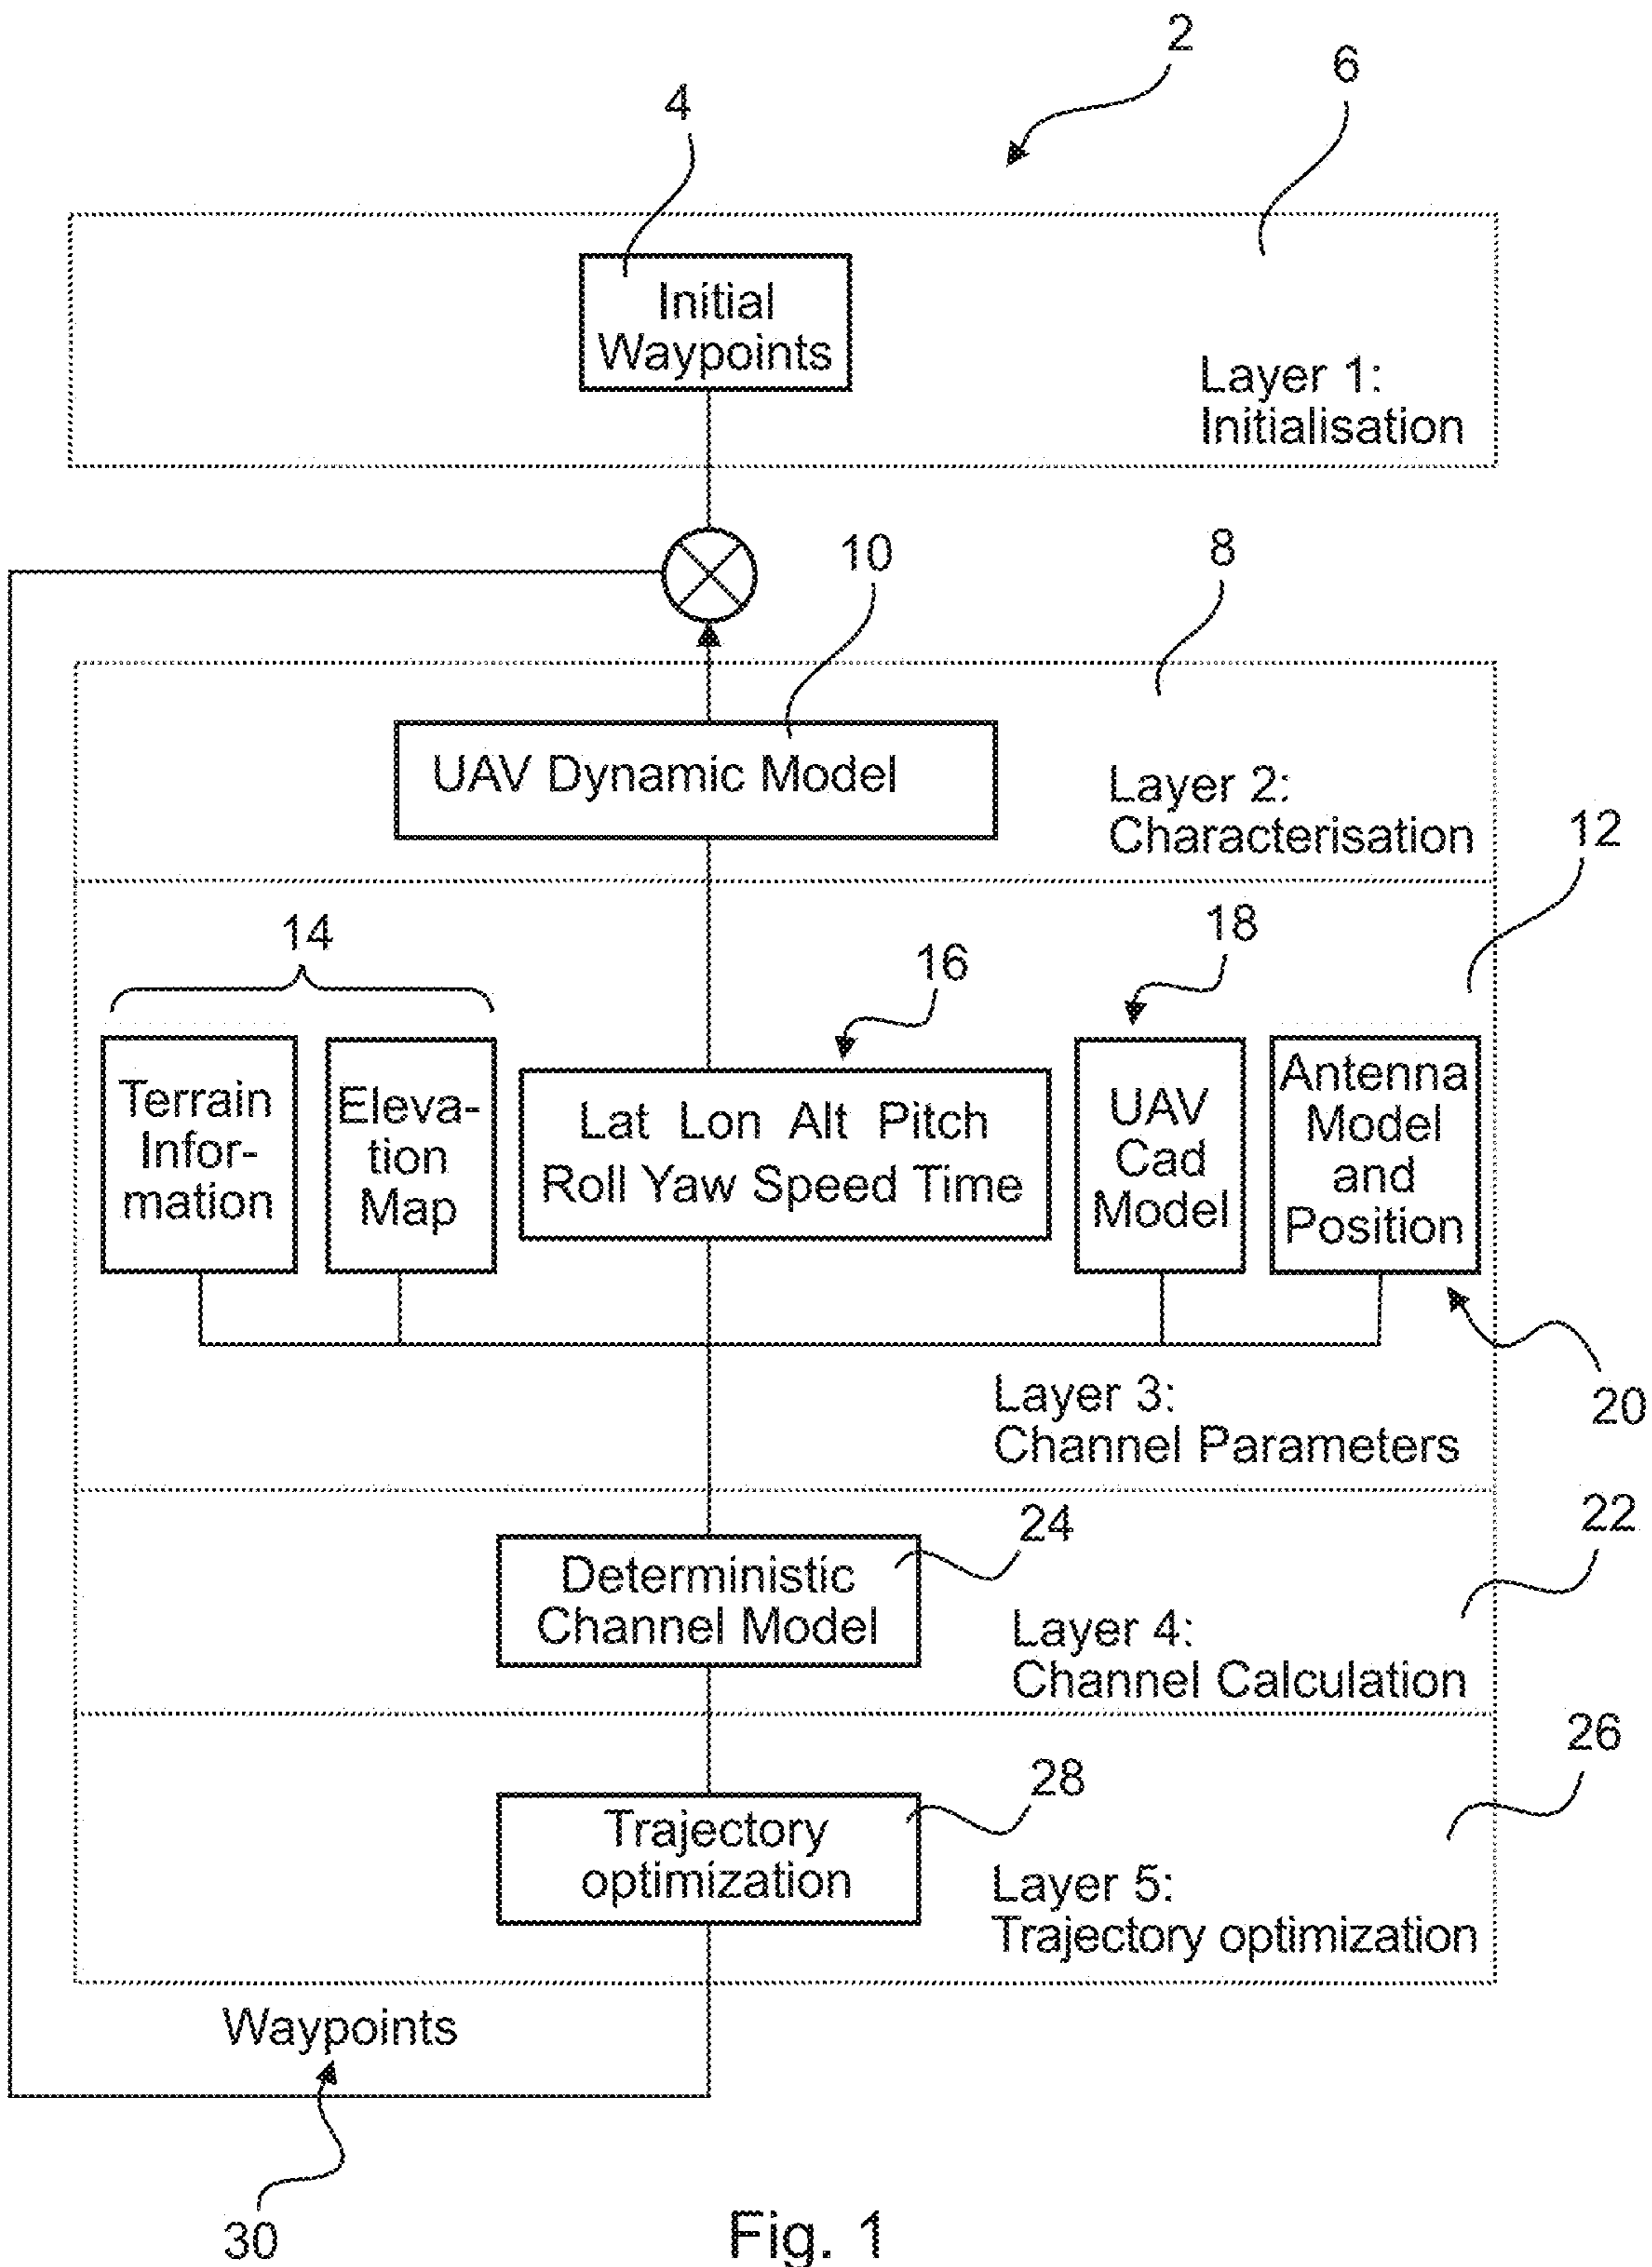 2
6
4
Initial
Waypoints
Layer 1:
Initialisation
10
8
UAV Dynamic Model
Layer 2:
Characterisation
12
14
16
18
Terrain
Infor-
mation
Eleva-
tion
Map
Lat Lon Alt Pitch
Roll Yaw Speed Time
UAV
Cad
Model
Antenna
Model
and
Position
20
Layer 3:
Channel Parameters
22
24
Deterministic
Channel Model
Layer 4:
Channel Calculation
26
28
Trajectory
optimization
Layer 5:
Trajectory optimization
Waypoints
30
Fig. 1